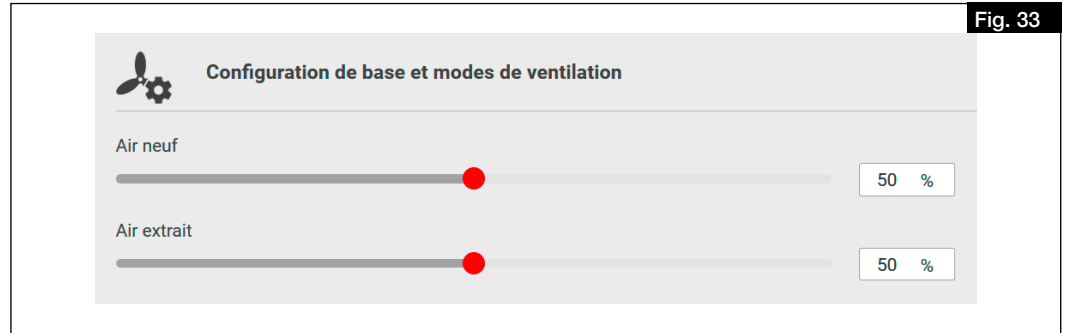 Fig. 33
Configuration de base et modes de ventilation
Air neuf
50 %
Air extrait
50 %